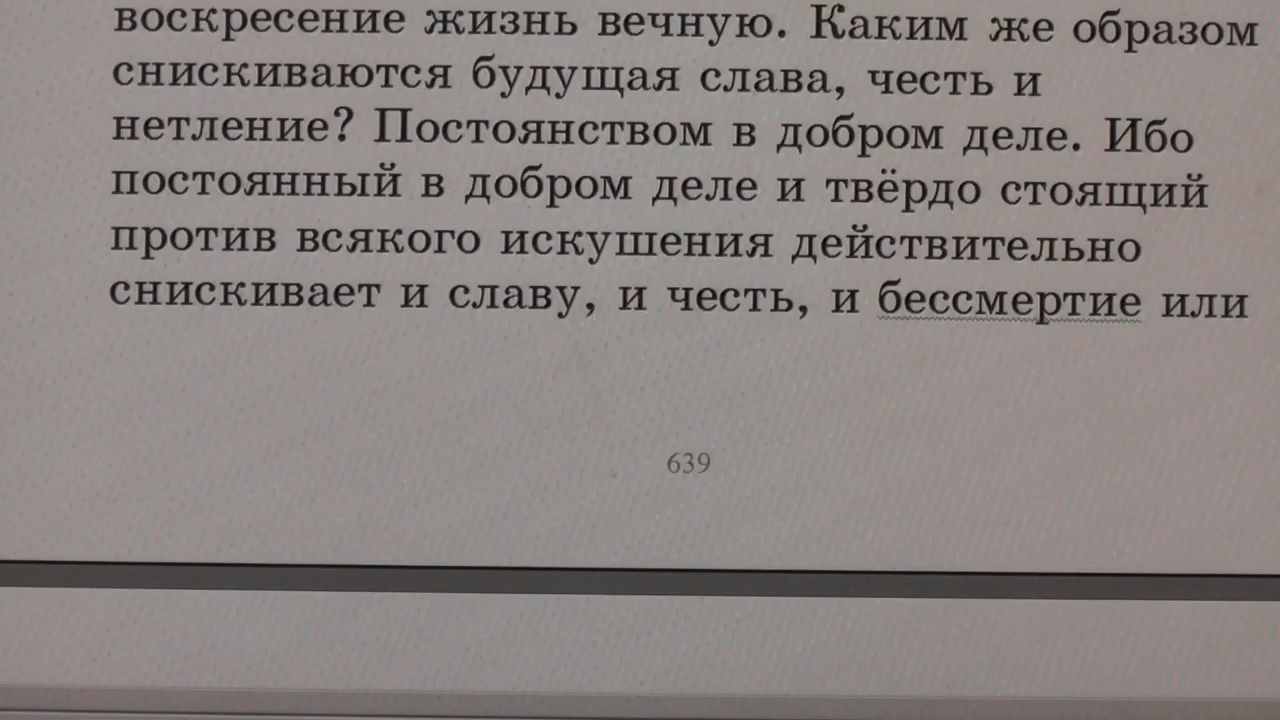 воскресение жизнь вечную. Каким же образом
снискиваются будущая слава, честь и
нетление? Постоянством в добром деле. Ибо
постоянный в добром деле и твёрдо стоящий
против всякого искушения действительно
снискивает и славу, и честь, и бессмертие или
639